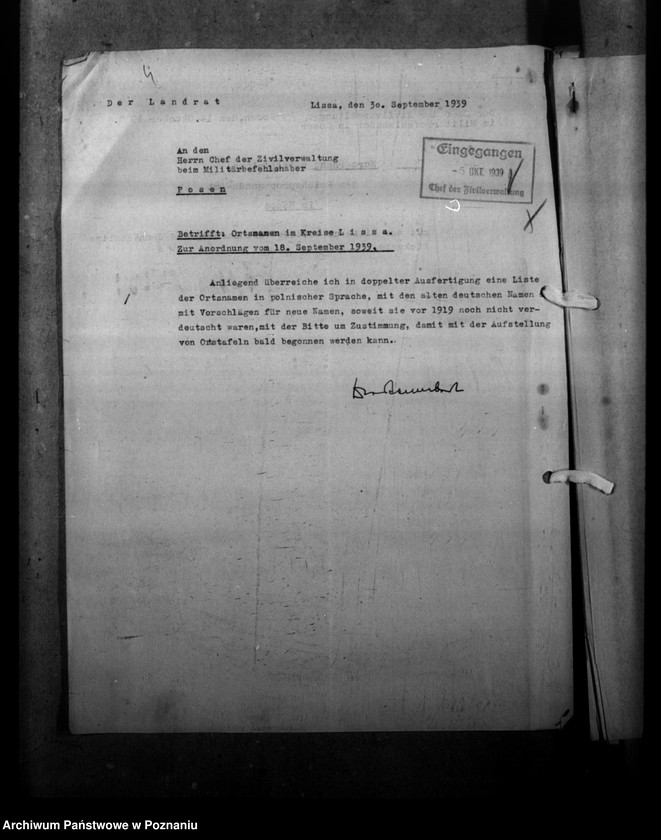 Der Landrat
Lissa, den 30. September 1939
An den
Herrn Chef der Zivilverwaltung
beim Militärbefehlshaber
Posen
Eingegangen
-5 OKT. 1939
Chef der Zivilverwaltung
Betrifft: Ortsnamen im Kreise Lissa.
Zur Anordnung vom 18. September 1939.
Anliegend überreiche ich in doppelter Ausfertigung eine Liste
der Ortsnamen in polnischer Sprache, mit den alten deutschen Namen
mit Vorschlägen für neue Namen, soweit sie vor 1919 noch nicht ver-
deutscht waren, mit der Bitte um Zustimmung, damit mit der Aufstellung
von Ortstafeln bald begonnen werden kann.
Archiwum Państwowe w Poznaniu